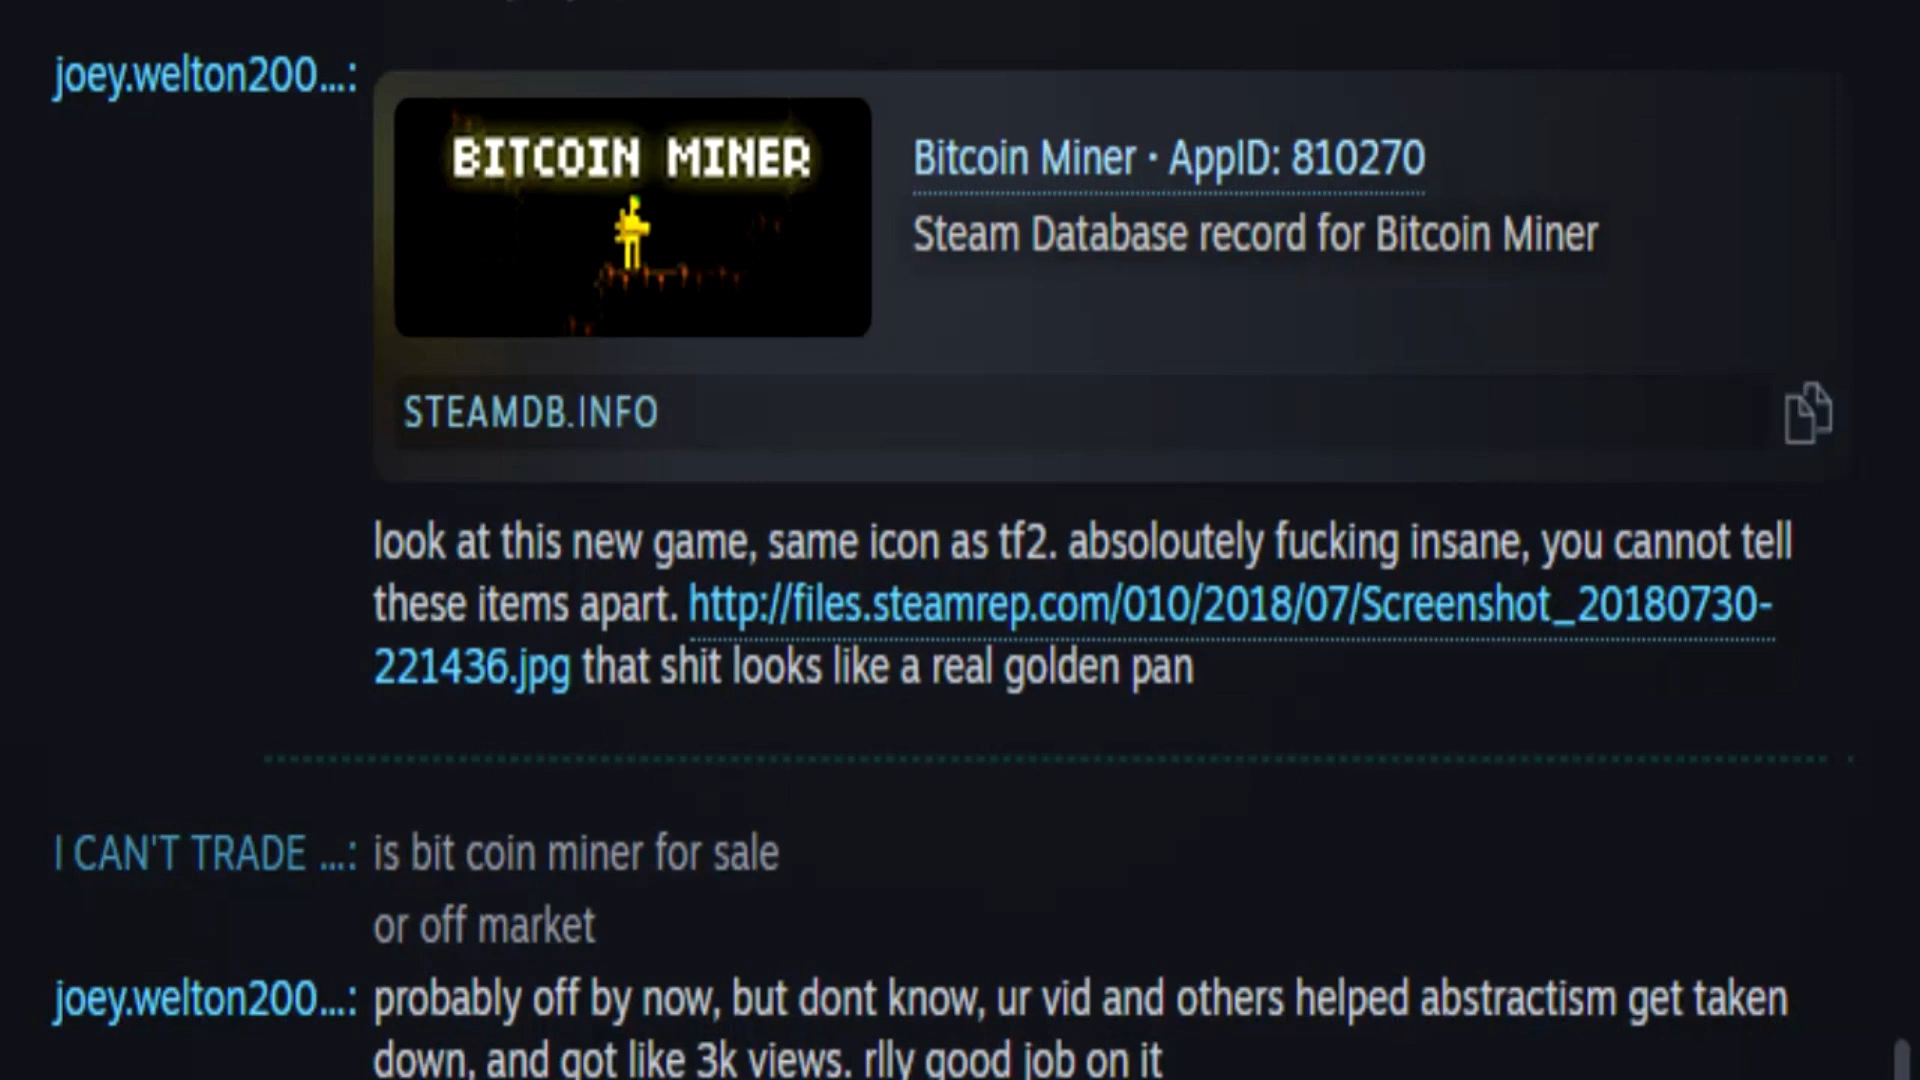 joey.welton200...:
BITCOIN MINER
Bitcoin Miner · AppID: 810270
Steam Database record for Bitcoin Miner
STEAMDB.INFO
look at this new game, same icon as tf2. absoloutely fucking insane, you cannot tell
these items apart. http://files.steamrep.com/010/2018/07/Screenshot_20180730-
221436.jpg that shit looks like a real golden pan
I CAN'T TRADE ...: is bit coin miner for sale
or off market
joey.welton200...: probably off by now, but dont know, ur vid and others helped abstractism get taken
down, and got like 3k views. rlly good job on it